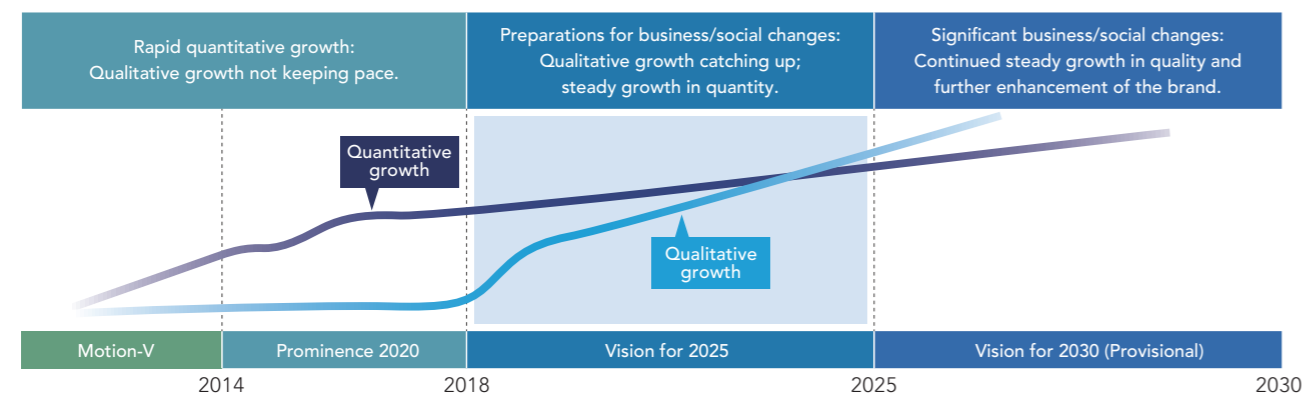 Rapid quantitative growth:
Qualitative growth not keeping pace.
Preparations for business/social changes:
Qualitative growth catching up;
steady growth in quantity.
Significant business/social changes:
Continued steady growth in quality and
further enhancement of the brand.
Quantitative
growth
Qualitative
growth
Motion-V
Prominence 2020
Vision for 2025
Vision for 2030 (Provisional)
2014
2018
2025
2030